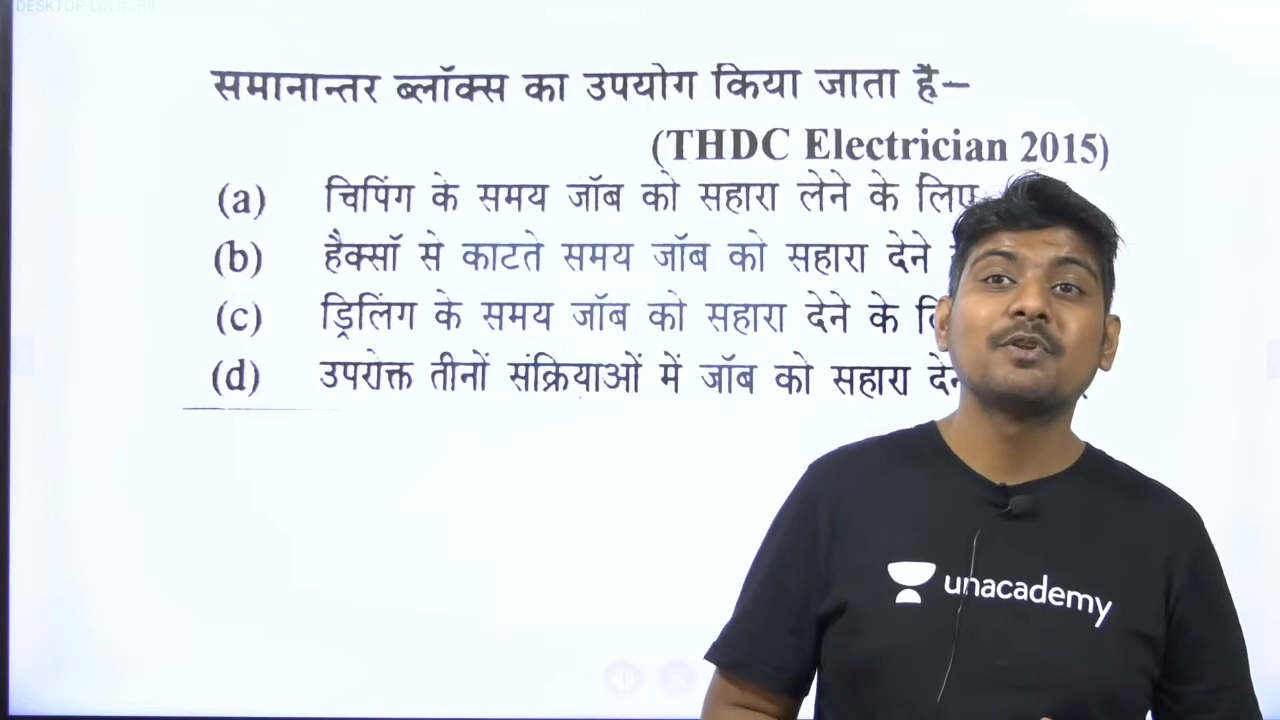 समानान्तर ब्लॉक्स का उपयोग किया जाता है–
(THDC Electrician 2015)
(a) चिपिंग के समय जॉब को सहारा लेने के लिए
(b) हैक्सॉ से काटते समय जॉब को सहारा देने
(c) ड्रिलिंग के समय जॉब को सहारा देने के
(d) उपरोक्त तीनों संक्रियाओं में जॉब को सहारा
unacademy